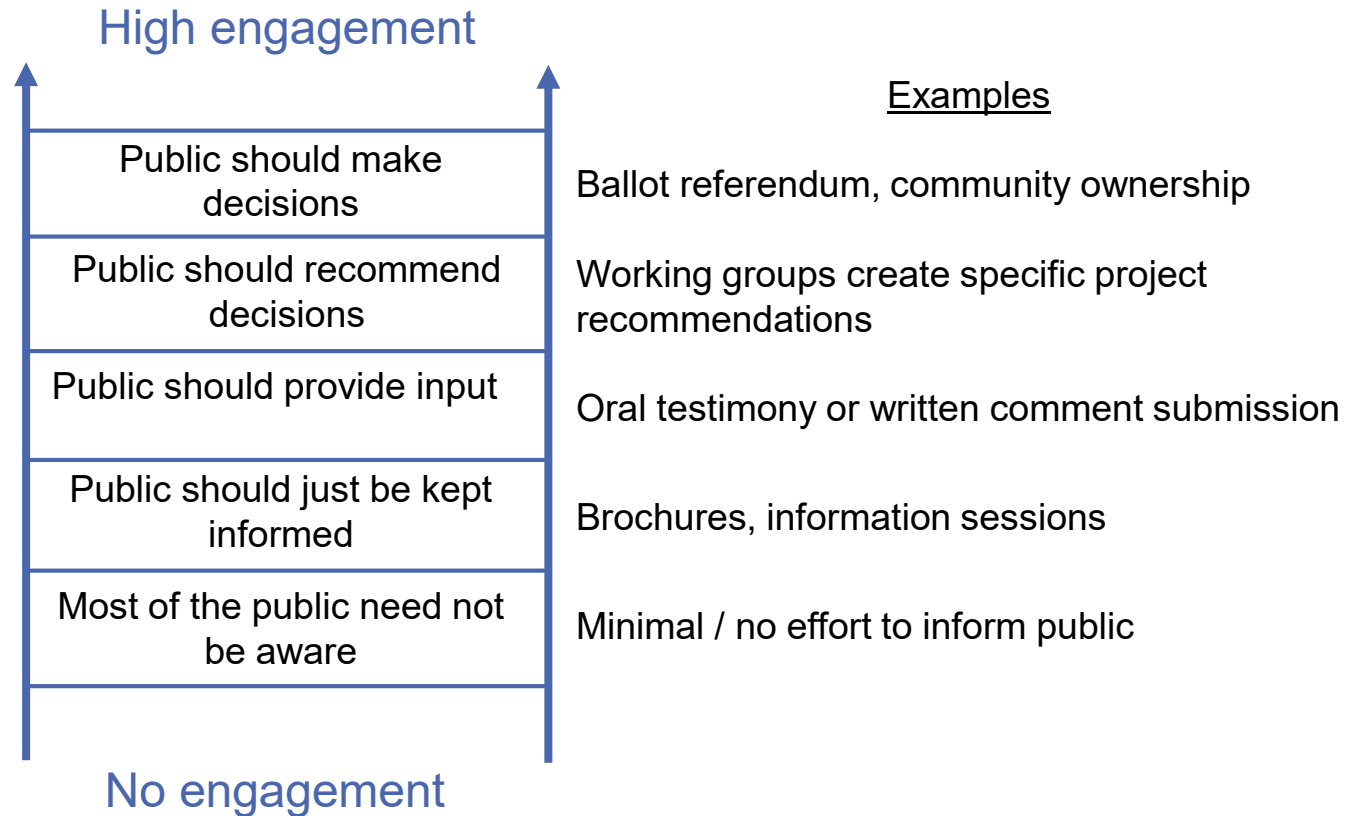 High engagement
Examples
Public should make
decisions
Ballot referendum, community ownership
Public should recommend
decisions
Working groups create specific project
recommendations
Public should provide input
Oral testimony or written comment submission
Public should just be kept
informed
Brochures, information sessions
Most of the public need not
be aware
Minimal / no effort to inform public
No engagement